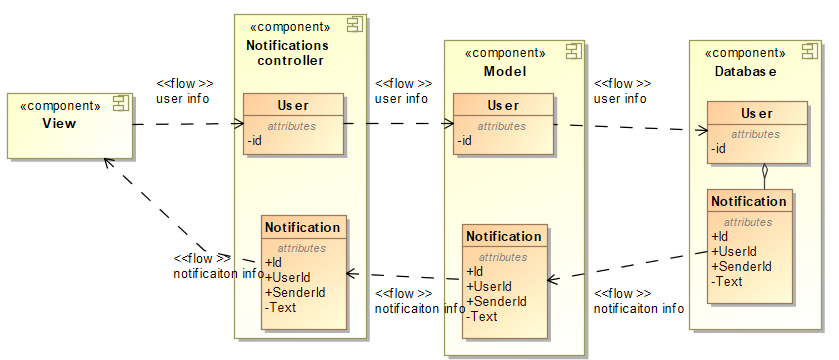 «component»
View
<<flow >>
user info
<<flow >>
notificaiton info
«component»
Notifications
controller
User
attributes
-id
Notification
attributes
+Id
+UserId
+SenderId
-Text
<<flow >>
user info
<<flow >>
notificaiton info
«component»
Model
User
attributes
-id
Notification
attributes
+Id
+UserId
+SenderId
-Text
<<flow >>
user info
<<flow >>
notificaiton info
«component»
Database
User
attributes
-id
Notification
attributes
+Id
+UserId
+SenderId
-Text